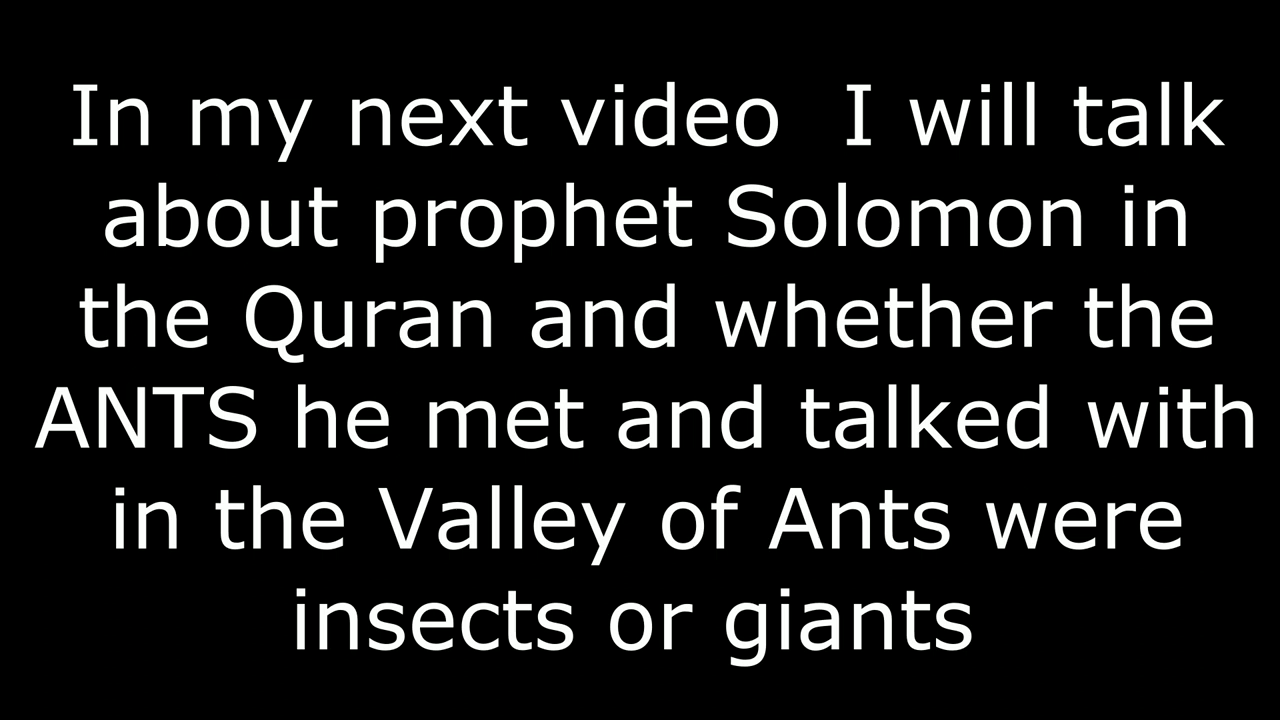 In my next video  I will talk
about prophet Solomon in
the Quran and whether the
ANTS he met and talked with
in the Valley of Ants were
insects or giants